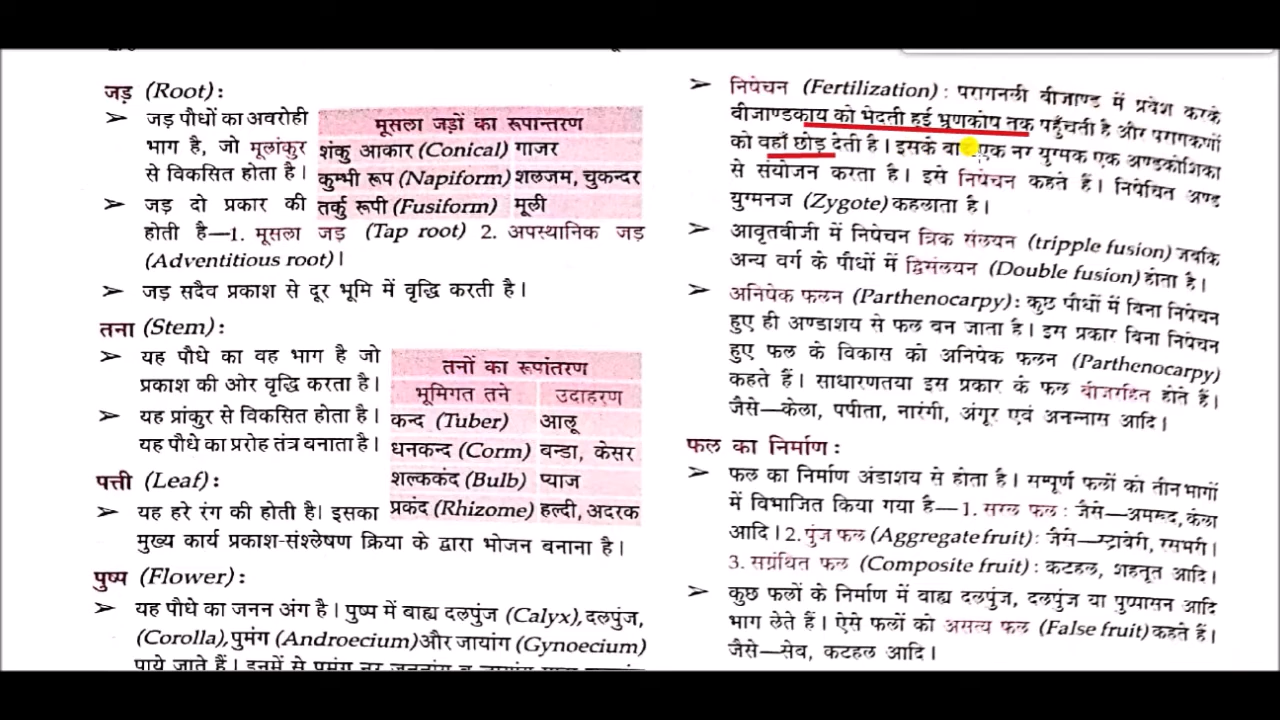 जड़ (Root) :
➢ जड़ पौधों का अवरोही
भाग है, जो मूलांकुर
से विकसित होता है।
➢ जड़ दो प्रकार की
होती है—1. मूसला जड़ (Tap root) 2. अपस्थानिक जड़
(Adventitious root)।
मूसला जड़ों का रूपान्तरण
शंकु आकार (Conical) गाजर
कुम्भी रूप (Napiform) शलजम, चुकन्दर
तर्कु रूपी (Fusiform) मूली
➢ जड़ सदैव प्रकाश से दूर भूमि में वृद्धि करती है।
तना (Stem) :
➢ यह पौधे का वह भाग है जो
प्रकाश की ओर वृद्धि करता है।
➢ यह प्रांकुर से विकसित होता है।
यह पौधे का प्ररोह तंत्र बनाता है।
तनों का रूपांतरण
भूमिगत तने उदाहरण
कन्द (Tuber) आलू
धनकन्द (Corm) बन्डा, केसर
शल्ककंद (Bulb) प्याज
प्रकंद (Rhizome) हल्दी, अदरक
पत्ती (Leaf) :
➢ यह हरे रंग की होती है। इसका
मुख्य कार्य प्रकाश-संश्लेषण क्रिया के द्वारा भोजन बनाना है।
पुष्प (Flower) :
➢ यह पौधे का जनन अंग है। पुष्प में बाह्य दलपुंज (Calyx), दलपुंज,
(Corolla), पुमंग (Androecium) और जायांग (Gynoecium)
पाये जाते हैं। इनमें से पुमंग नर जननांग व
➢ निषेचन (Fertilization) : परागनली बीजाण्ड में प्रवेश करके
बीजाण्डकाय को भेदती हुई भ्रूणकोष तक पहुँचती है और परागकणों
को वहाँ छोड़ देती है। इसके एक नर युग्मक एक अण्डकोशिका
से संयोजन करता है। इसे निषेचन कहते हैं। निषेचित अण्ड
युग्मनज (Zygote) कहलाता है।
➢ आवृतबीजी में निषेचन त्रिक संलयन (tripple fusion) जबकि
अन्य वर्ग के पौधों में द्विसंलयन (Double fusion) होता है।
➢ अनिषेक फलन (Parthenocarpy) : कुछ पौधों में बिना निषेचन
हुए ही अण्डाशय से फल बन जाता है। इस प्रकार बिना निषेचन
हुए फल के विकास को अनिषेक फलन (Parthenocarpy)
कहते हैं। साधारणतया इस प्रकार के फल बीजरहित होते हैं।
जैसे—केला, पपीता, नारंगी, अंगूर एवं अनन्नास आदि।
फल का निर्माण :
➢ फल का निर्माण अंडाशय से होता है। सम्पूर्ण फलों को तीन भागों
में विभाजित किया गया है—1. सरल फल : जैसे—अमरूद, केला
आदि। 2. पुंज फल (Aggregate fruit) : जैसे—स्ट्राबेरी, रसभरी।
3. सग्रंथित फल (Composite fruit) : कटहल, शहतूत आदि।
➢ कुछ फलों के निर्माण में बाह्य दलपुंज, दलपुंज या पुष्पासन आदि
भाग लेते हैं। ऐसे फलों को असत्य फल (False fruit) कहते हैं।
जैसे—सेब, कटहल आदि।